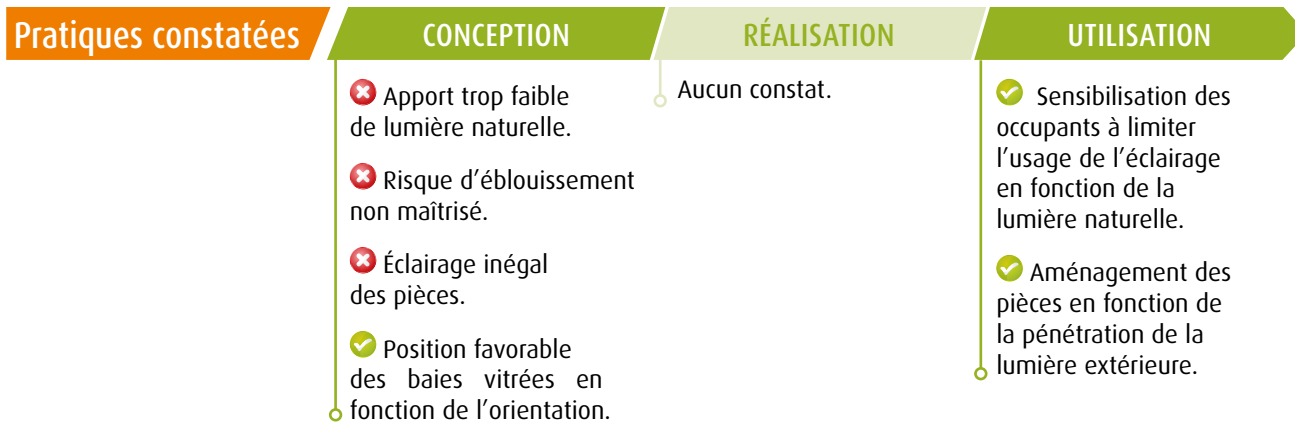 Pratiques constatées
CONCEPTION
RÉALISATION
UTILISATION
Apport trop faible
de lumière naturelle.
Risque d'éblouissement
non maîtrisé.
Éclairage inégal
des pièces.
Position favorable
des baies vitrées en
fonction de l'orientation.
Aucun constat.
Sensibilisation des
occupants à limiter
l'usage de l'éclairage
en fonction de la
lumière naturelle.
Aménagement des
pièces en fonction de
la pénétration de la
lumière extérieure.